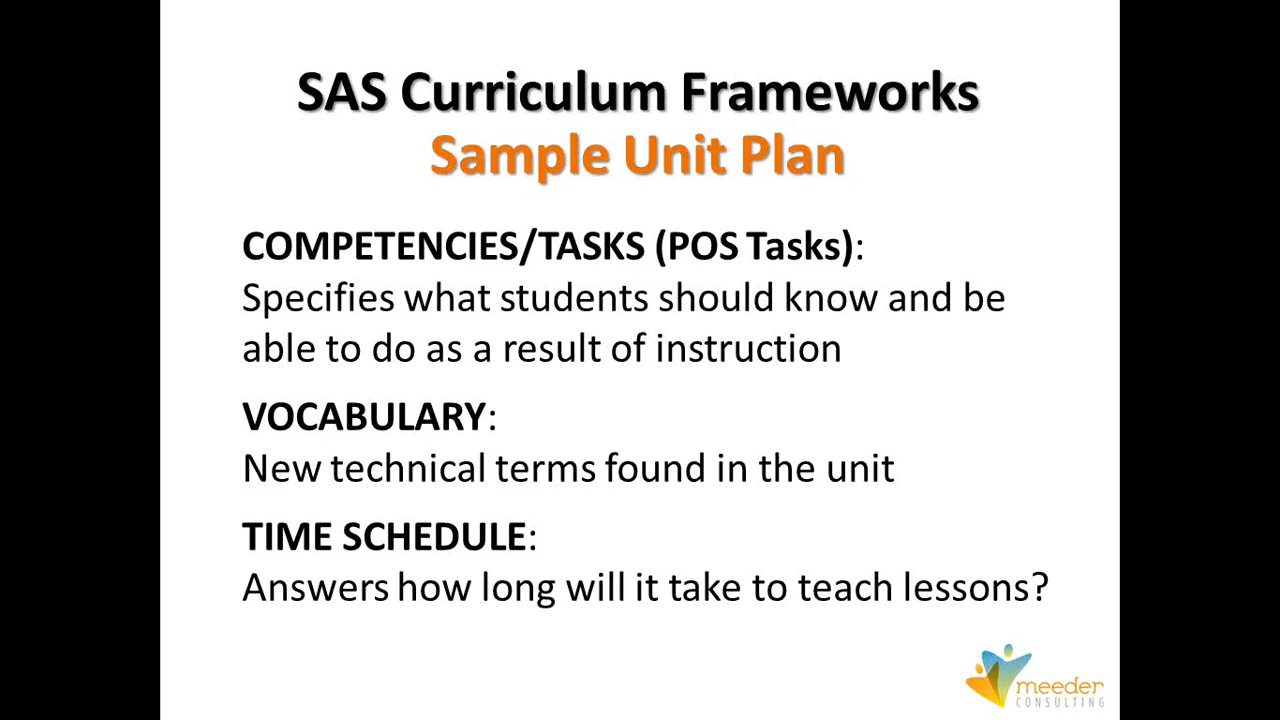 SAS Curriculum Frameworks
Sample Unit Plan
COMPETENCIES/TASKS (POS Tasks):
Specifies what students should know and be
able to do as a result of instruction
VOCABULARY:
New technical terms found in the unit
TIME SCHEDULE:
Answers how long will it take to teach lessons?
meeder
CONSULTING